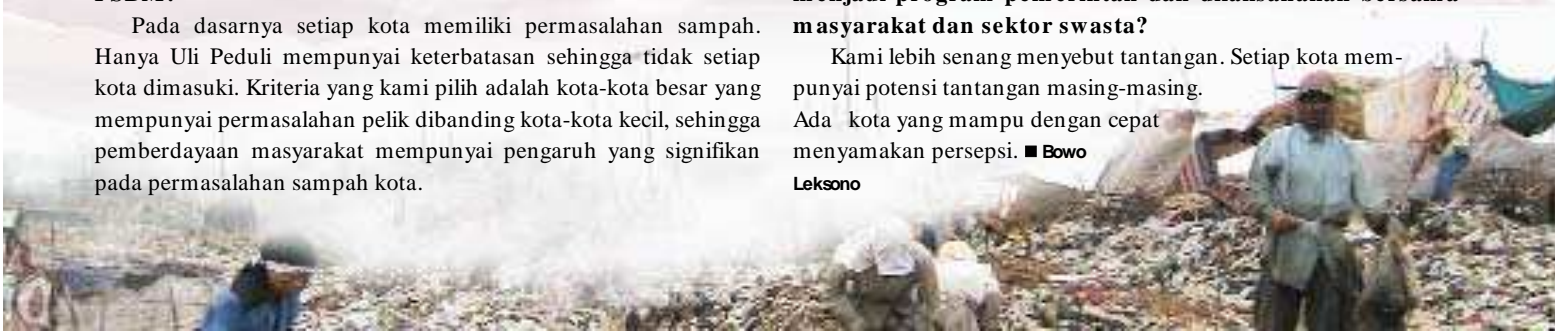 Pada dasarnya setiap kota memiliki permasalahan sampah.
Hanya Uli Peduli mempunyai keterbatasan sehingga tidak setiap
kota dimasuki. Kriteria yang kami pilih adalah kota-kota besar yang
mempunyai permasalahan pelik dibanding kota-kota kecil, sehingga
pemberdayaan masyarakat mempunyai pengaruh yang signifikan
pada permasalahan sampah kota.
masyarakat dan sektor swasta?
Kami lebih senang menyebut tantangan. Setiap kota mem-
punyai potensi tantangan masing-masing.
Ada kota yang mampu dengan cepat
menyamakan persepsi. ■ Bowo
Leksono